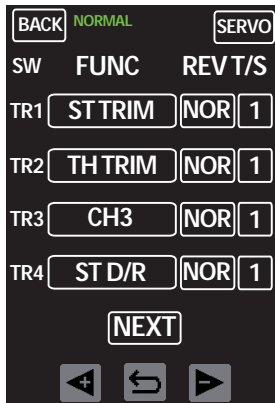 BACK NORMAL SERVO
SW FUNC REV T/S
TR1 ST TRIM NOR 1
TR2 TH TRIM NOR 1
TR3 CH3 NOR 1
TR4 ST D/R NOR 1
NEXT